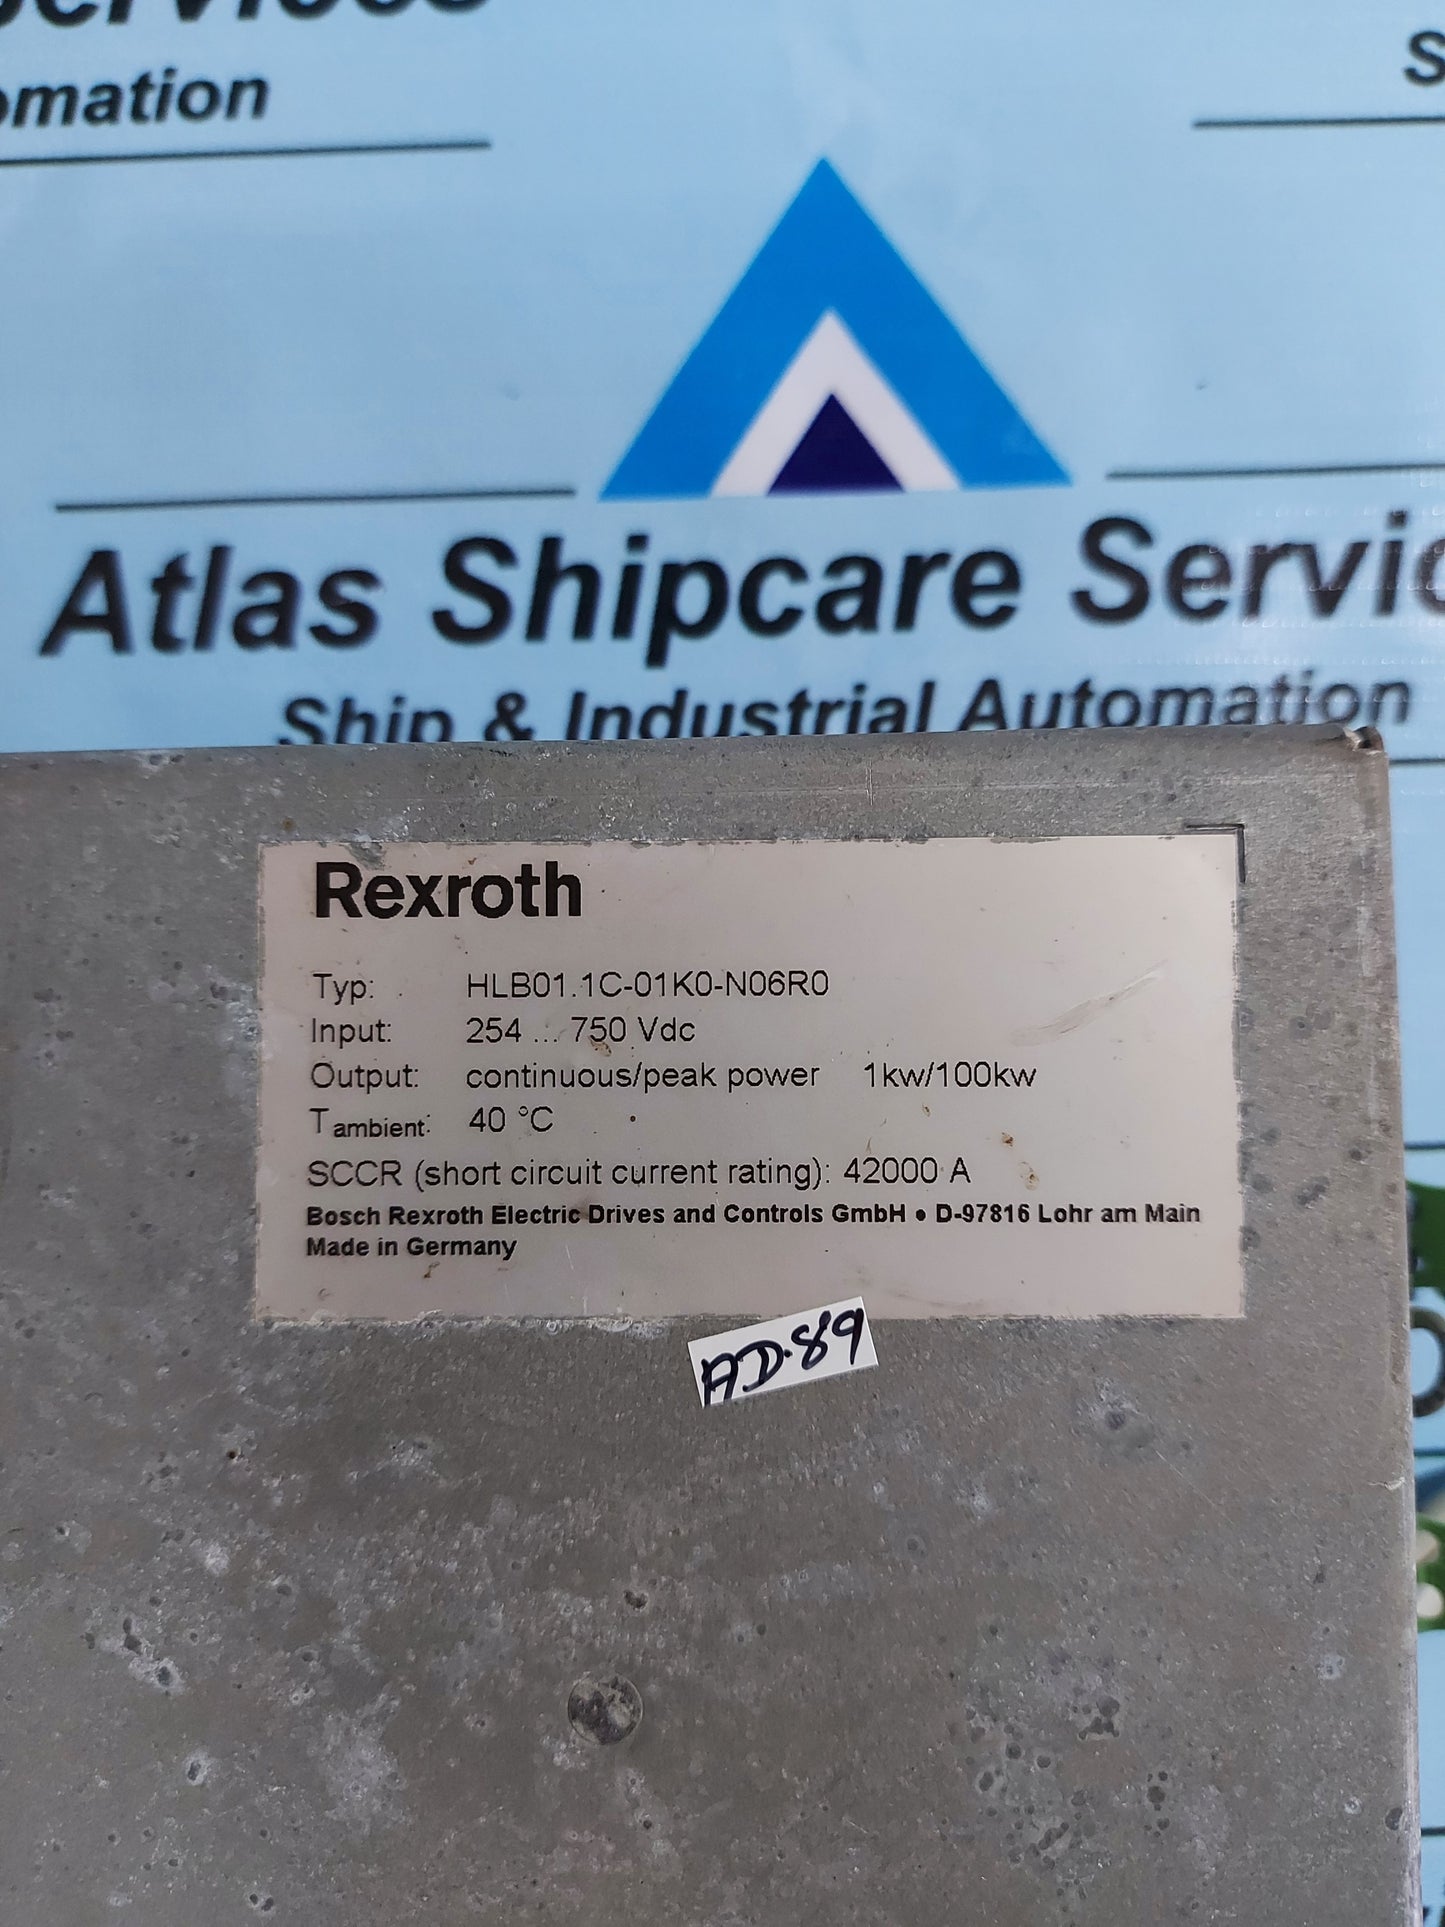 Atlas Shipcare Servic
Ship & Industrial Automation
Rexroth
Typ: HLB01.1C-01K0-N06R0
Input: 254 ... 750 Vdc
Output: continuous/peak power 1kw/100kw
T ambient: 40 °C
SCCR (short circuit current rating): 42000 A
Bosch Rexroth Electric Drives and Controls GmbH • D-97816 Lohr am Main
Made in Germany
AD.89